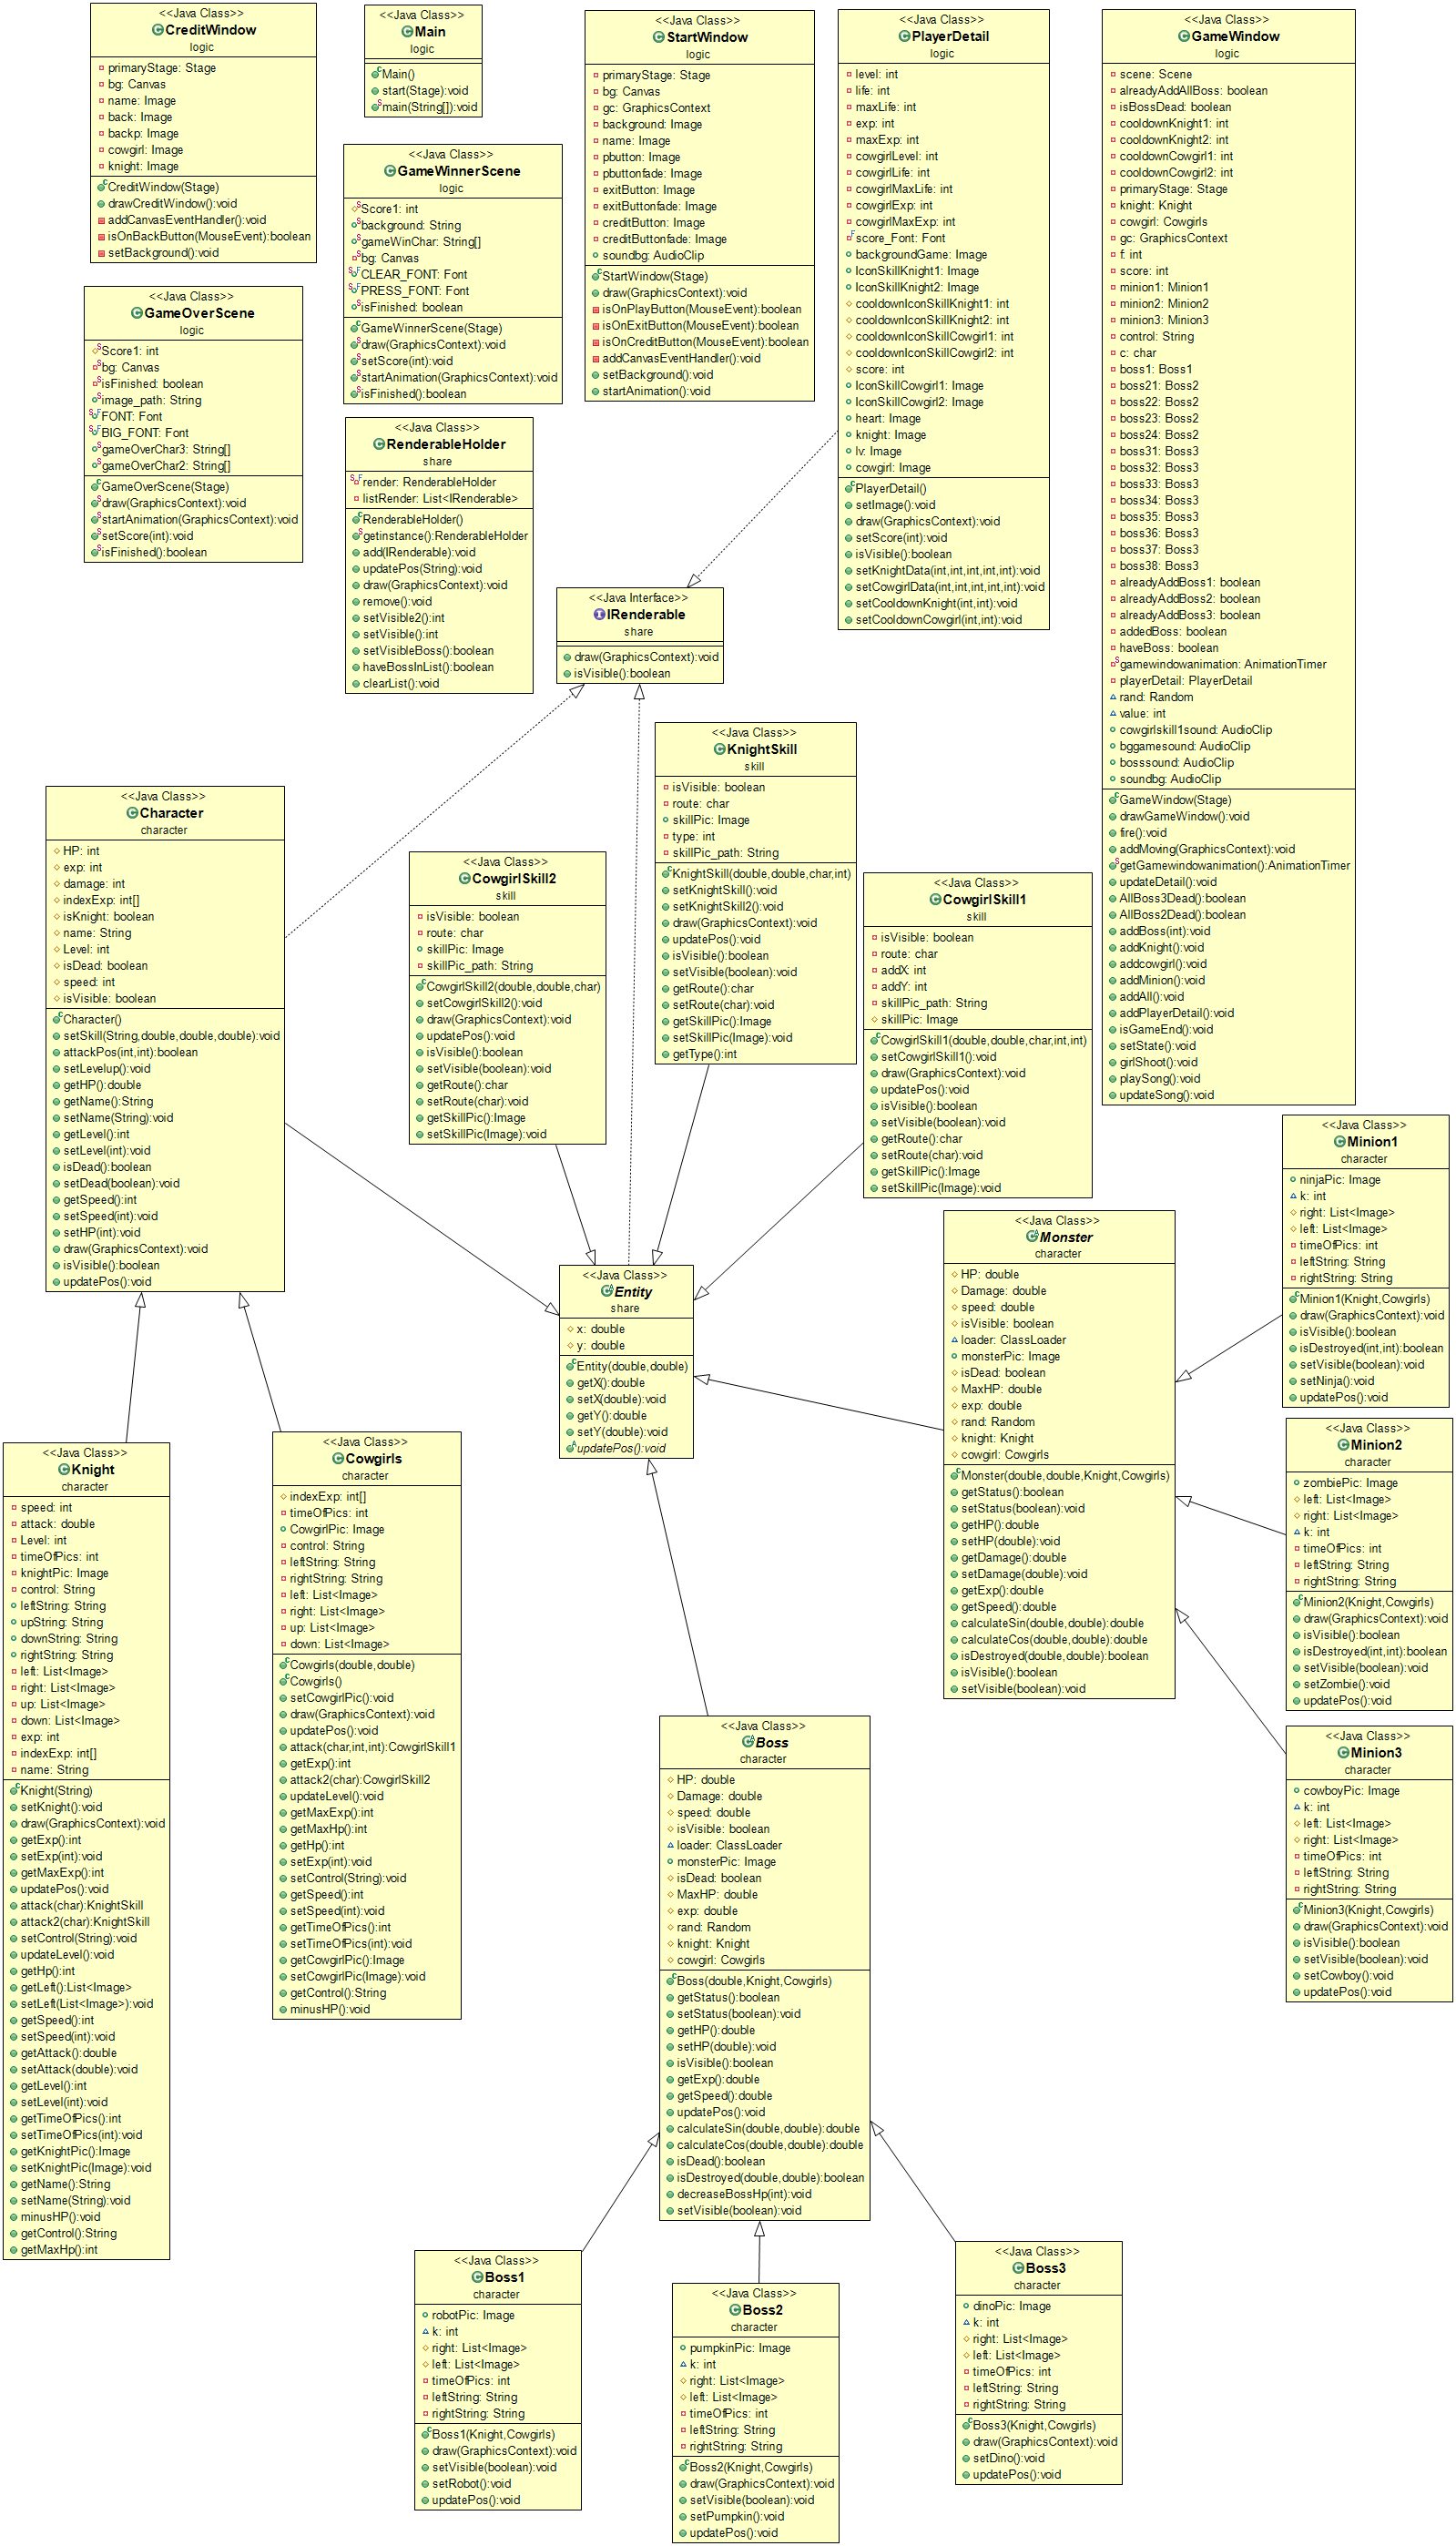 <<Java Class>>
CreditWindow
logic
primaryStage: Stage
bg: Canvas
name: Image
back: Image
backp: Image
cowgirl: Image
knight: Image
CreditWindow(Stage)
drawCreditWindow():void
addCanvasEventHandler():void
isOnBackButton(MouseEvent):boolean
setBackground():void
<<Java Class>>
Main
logic
Main()
start(Stage):void
main(String[]):void
<<Java Class>>
StartWindow
logic
primaryStage: Stage
bg: Canvas
gc: GraphicsContext
background: Image
name: Image
pbutton: Image
pbuttonfade: Image
exitButton: Image
exitButtonfade: Image
creditButton: Image
creditButtonfade: Image
soundbg: AudioClip
StartWindow(Stage)
draw(GraphicsContext):void
isOnPlayButton(MouseEvent):boolean
isOnExitButton(MouseEvent):boolean
isOnCreditButton(MouseEvent):boolean
addCanvasEventHandler():void
setBackground():void
startAnimation():void
<<Java Class>>
PlayerDetail
logic
level: int
life: int
maxLife: int
exp: int
maxExp: int
cowgirlLevel: int
cowgirlLife: int
cowgirlMaxLife: int
cowgirlExp: int
cowgirlMaxExp: int
score_Font: Font
backgroundGame: Image
IconSkillKnight1: Image
IconSkillKnight2: Image
cooldownIconSkillKnight1: int
cooldownIconSkillKnight2: int
cooldownIconSkillCowgirl1: int
cooldownIconSkillCowgirl2: int
score: int
IconSkillCowgirl1: Image
IconSkillCowgirl2: Image
heart: Image
knight: Image
lv: Image
cowgirl: Image
PlayerDetail()
setImage():void
draw(GraphicsContext):void
setScore(int):void
isVisible():boolean
setKnightData(int,int,int,int,int):void
setCowgirlData(int,int,int,int,int):void
setCooldownKnight(int,int):void
setCooldownCowgirl(int,int):void
<<Java Class>>
GameWindow
logic
scene: Scene
alreadyAddAllBoss: boolean
isBossDead: boolean
cooldownKnight1: int
cooldownKnight2: int
cooldownCowgirl1: int
cooldownCowgirl2: int
primaryStage: Stage
knight: Knight
cowgirl: Cowgirls
gc: GraphicsContext
f: int
score: int
minion1: Minion1
minion2: Minion2
minion3: Minion3
control: String
c: char
boss1: Boss1
boss21: Boss2
boss22: Boss2
boss23: Boss2
boss24: Boss2
boss31: Boss3
boss32: Boss3
boss33: Boss3
boss34: Boss3
boss35: Boss3
boss36: Boss3
boss37: Boss3
boss38: Boss3
alreadyAddBoss1: boolean
alreadyAddBoss2: boolean
alreadyAddBoss3: boolean
addedBoss: boolean
haveBoss: boolean
gamewindowanimation: AnimationTimer
playerDetail: PlayerDetail
rand: Random
value: int
cowgirlskill1sound: AudioClip
bggamesound: AudioClip
bosssound: AudioClip
soundbg: AudioClip
GameWindow(Stage)
drawGameWindow():void
fire():void
addMoving(GraphicsContext):void
getGamewindowanimation():AnimationTimer
updateDetail():void
AllBoss3Dead():boolean
AllBoss2Dead():boolean
addBoss(int):void
addKnight():void
addcowgirl():void
addMinion():void
addAll():void
addPlayerDetail():void
isGameEnd():void
setState():void
girlShoot():void
playSong():void
updateSong():void
<<Java Class>>
GameWinnerScene
logic
Score1: int
background: String
gameWinChar: String[]
bg: Canvas
CLEAR_FONT: Font
PRESS_FONT: Font
isFinished: boolean
GameWinnerScene(Stage)
draw(GraphicsContext):void
setScore(int):void
startAnimation(GraphicsContext):void
isFinished():boolean
<<Java Class>>
GameOverScene
logic
Score1: int
bg: Canvas
isFinished: boolean
image_path: String
FONT: Font
BIG_FONT: Font
gameOverChar3: String[]
gameOverChar2: String[]
GameOverScene(Stage)
draw(GraphicsContext):void
startAnimation(GraphicsContext):void
setScore(int):void
isFinished():boolean
<<Java Class>>
RenderableHolder
share
render: RenderableHolder
listRender: List<IRenderable>
RenderableHolder()
getinstance():RenderableHolder
add(IRenderable):void
updatePos(String):void
draw(GraphicsContext):void
remove():void
setVisible2():int
setVisible():int
setVisibleBoss():boolean
haveBossInList():boolean
clearList():void
<<Java Interface>>
IRenderable
share
draw(GraphicsContext):void
isVisible():boolean
<<Java Class>>
KnightSkill
skill
isVisible: boolean
route: char
skillPic: Image
type: int
skillPic_path: String
KnightSkill(double,double,char,int)
setKnightSkill():void
setKnightSkill2():void
draw(GraphicsContext):void
updatePos():void
isVisible():boolean
setVisible(boolean):void
getRoute():char
setRoute(char):void
getSkillPic():Image
setSkillPic(Image):void
getType():int
<<Java Class>>
Character
character
HP: int
exp: int
damage: int
indexExp: int[]
isKnight: boolean
name: String
Level: int
isDead: boolean
speed: int
isVisible: boolean
Character()
setSkill(String,double,double,double):void
attackPos(int,int):boolean
setLevelup():void
getHP():double
getName():String
setName(String):void
getLevel():int
setLevel(int):void
isDead():boolean
setDead(boolean):void
getSpeed():int
setSpeed(int):void
setHP(int):void
draw(GraphicsContext):void
isVisible():boolean
updatePos():void
<<Java Class>>
CowgirlSkill2
skill
isVisible: boolean
route: char
skillPic: Image
skillPic_path: String
CowgirlSkill2(double,double,char)
setCowgirlSkill2():void
draw(GraphicsContext):void
updatePos():void
isVisible():boolean
setVisible(boolean):void
getRoute():char
setRoute(char):void
getSkillPic():Image
setSkillPic(Image):void
<<Java Class>>
CowgirlSkill1
skill
isVisible: boolean
route: char
addX: int
addY: int
skillPic_path: String
skillPic: Image
CowgirlSkill1(double,double,char,int,int)
setCowgirlSkill1():void
draw(GraphicsContext):void
updatePos():void
isVisible():boolean
setVisible(boolean):void
getRoute():char
setRoute(char):void
getSkillPic():Image
setSkillPic(Image):void
<<Java Class>>
Minion1
character
ninjaPic: Image
k: int
right: List<Image>
left: List<Image>
timeOfPics: int
leftString: String
rightString: String
Minion1(Knight,Cowgirls)
draw(GraphicsContext):void
isVisible():boolean
isDestroyed(int,int):boolean
setVisible(boolean):void
setNinja():void
updatePos():void
<<Java Class>>
Monster
character
HP: double
Damage: double
speed: double
isVisible: boolean
loader: ClassLoader
monsterPic: Image
isDead: boolean
MaxHP: double
exp: double
rand: Random
knight: Knight
cowgirl: Cowgirls
Monster(double,double,Knight,Cowgirls)
getStatus():boolean
setStatus(boolean):void
getHP():double
setHP(double):void
getDamage():double
setDamage(double):void
getExp():double
getSpeed():double
calculateSin(double,double):double
calculateCos(double,double):double
isDestroyed(double,double):boolean
isVisible():boolean
setVisible(boolean):void
<<Java Class>>
Entity
share
x: double
y: double
Entity(double,double)
getX():double
setX(double):void
getY():double
setY(double):void
updatePos():void
<<Java Class>>
Minion2
character
zombiePic: Image
left: List<Image>
right: List<Image>
k: int
timeOfPics: int
leftString: String
rightString: String
Minion2(Knight,Cowgirls)
draw(GraphicsContext):void
isVisible():boolean
isDestroyed(int,int):boolean
setVisible(boolean):void
setZombie():void
updatePos():void
<<Java Class>>
Knight
character
speed: int
attack: double
Level: int
timeOfPics: int
knightPic: Image
control: String
leftString: String
upString: String
downString: String
rightString: String
left: List<Image>
right: List<Image>
up: List<Image>
down: List<Image>
exp: int
indexExp: int[]
name: String
Knight(String)
setKnight():void
draw(GraphicsContext):void
getExp():int
setExp(int):void
getMaxExp():int
updatePos():void
attack(char):KnightSkill
attack2(char):KnightSkill
setControl(String):void
updateLevel():void
getHp():int
getLeft():List<Image>
setLeft(List<Image>):void
getSpeed():int
setSpeed(int):void
getAttack():double
setAttack(double):void
getLevel():int
setLevel(int):void
getTimeOfPics():int
setTimeOfPics(int):void
getKnightPic():Image
setKnightPic(Image):void
getName():String
setName(String):void
minusHP():void
getControl():String
getMaxHp():int
<<Java Class>>
Cowgirls
character
indexExp: int[]
timeOfPics: int
CowgirlPic: Image
control: String
leftString: String
rightString: String
left: List<Image>
right: List<Image>
up: List<Image>
down: List<Image>
Cowgirls(double,double)
Cowgirls()
setCowgirlPic():void
draw(GraphicsContext):void
updatePos():void
attack(char,int,int):CowgirlSkill1
getExp():int
attack2(char):CowgirlSkill2
updateLevel():void
getMaxExp():int
getMaxHp():int
getHp():int
setExp(int):void
setControl(String):void
getSpeed():int
setSpeed(int):void
getTimeOfPics():int
setTimeOfPics(int):void
getCowgirlPic():Image
setCowgirlPic(Image):void
getControl():String
minusHP():void
<<Java Class>>
Boss
character
HP: double
Damage: double
speed: double
isVisible: boolean
loader: ClassLoader
monsterPic: Image
isDead: boolean
MaxHP: double
exp: double
rand: Random
knight: Knight
cowgirl: Cowgirls
Boss(double,Knight,Cowgirls)
getStatus():boolean
setStatus(boolean):void
getHP():double
setHP(double):void
isVisible():boolean
getExp():double
getSpeed():double
updatePos():void
calculateSin(double,double):double
calculateCos(double,double):double
isDead():boolean
isDestroyed(double,double):boolean
decreaseBossHp(int):void
setVisible(boolean):void
<<Java Class>>
Minion3
character
cowboyPic: Image
k: int
left: List<Image>
right: List<Image>
timeOfPics: int
leftString: String
rightString: String
Minion3(Knight,Cowgirls)
draw(GraphicsContext):void
isVisible():boolean
setVisible(boolean):void
setCowboy():void
updatePos():void
<<Java Class>>
Boss1
character
robotPic: Image
k: int
right: List<Image>
left: List<Image>
timeOfPics: int
leftString: String
rightString: String
Boss1(Knight,Cowgirls)
draw(GraphicsContext):void
setVisible(boolean):void
setRobot():void
updatePos():void
<<Java Class>>
Boss2
character
pumpkinPic: Image
k: int
right: List<Image>
left: List<Image>
timeOfPics: int
leftString: String
rightString: String
Boss2(Knight,Cowgirls)
draw(GraphicsContext):void
setVisible(boolean):void
setPumpkin():void
updatePos():void
<<Java Class>>
Boss3
character
dinoPic: Image
k: int
right: List<Image>
left: List<Image>
timeOfPics: int
leftString: String
rightString: String
Boss3(Knight,Cowgirls)
draw(GraphicsContext):void
setDino():void
updatePos():void